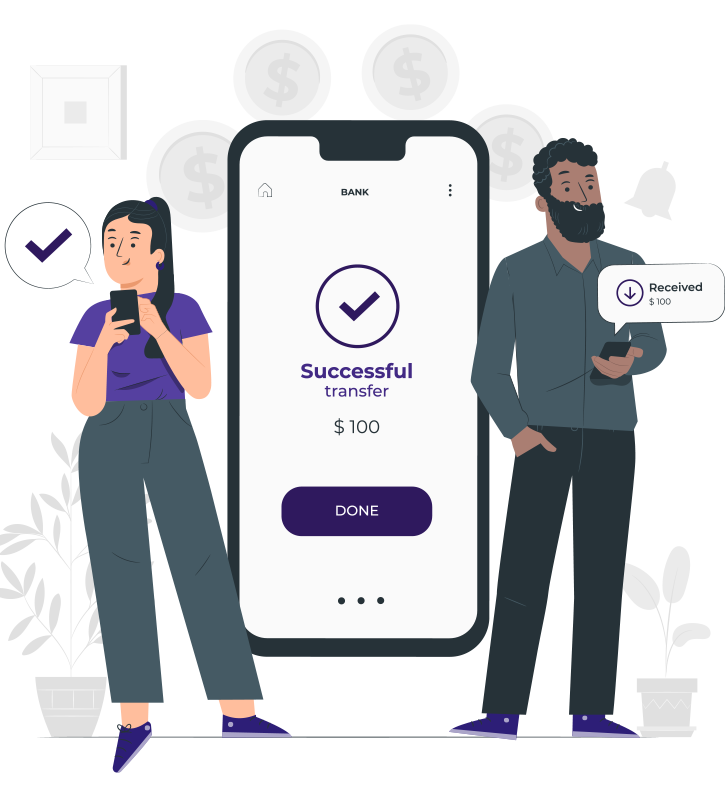 BANK
Successful
transfer
$ 100
DONE
Received
$ 100
$
$
$
$